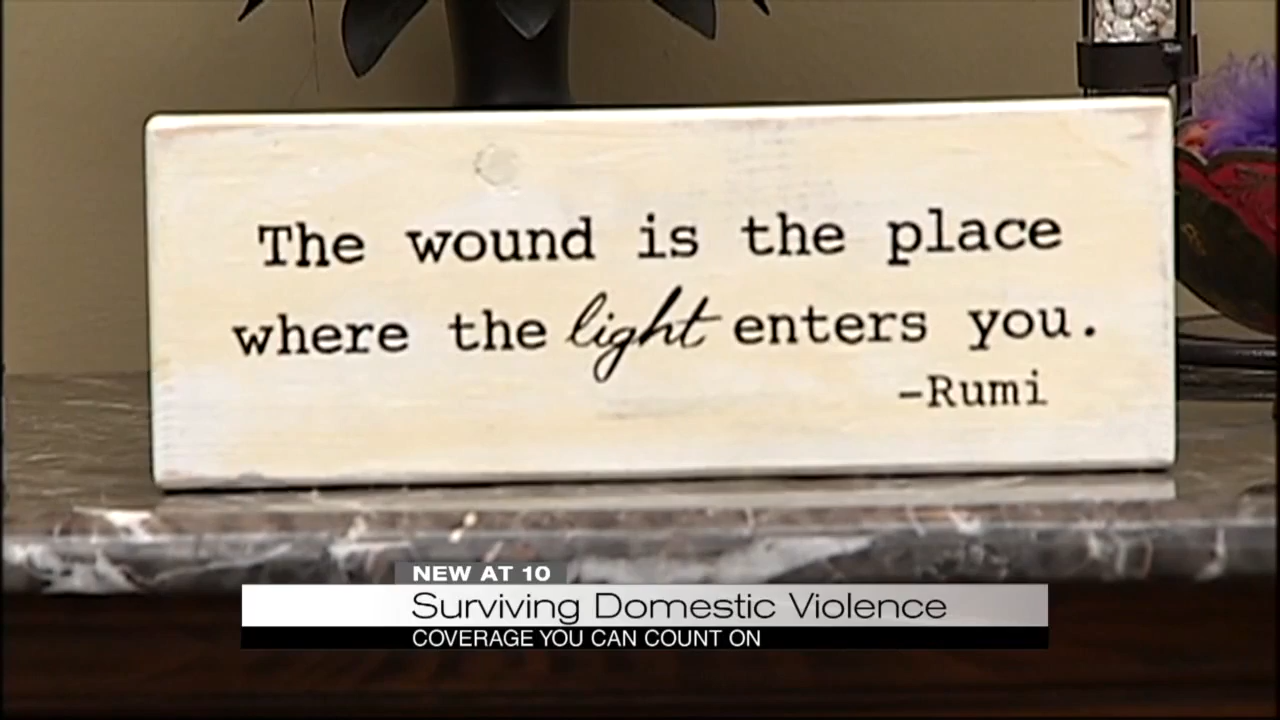 The wound is the place
where the light enters you.
-Rumi
NEW AT 10
Surviving Domestic Violence
COVERAGE YOU CAN COUNT ON